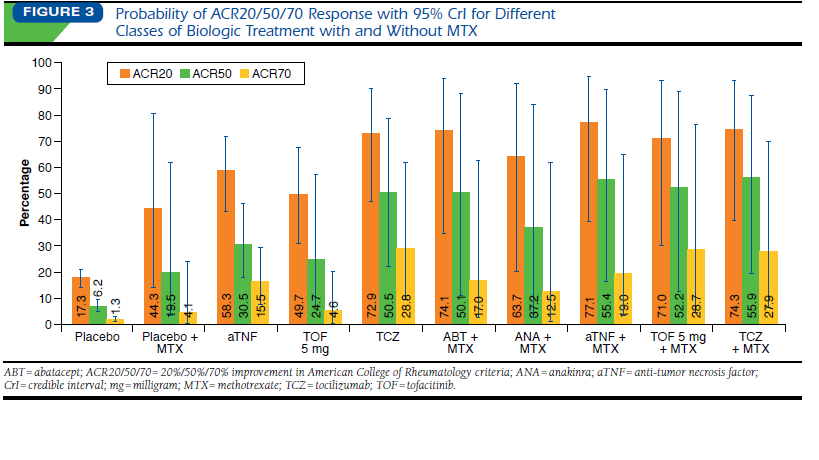 FIGURE 3
Probability of ACR20/50/70 Response with 95% CrI for Different
Classes of Biologic Treatment with and Without MTX
ACR20 ACR50 ACR70
Percentage
100
90
80
70
60
50
40
30
20
10
0
17.3 6.2 1.3
44.3 19.5 4.1
58.3 30.5 15.5
49.7 24.7 4.6
72.9 50.5 28.8
74.1 50.1 17.0
63.7 37.2 12.5
77.1 55.4 19.0
71.0 52.2 28.7
74.3 55.9 27.9
Placebo
Placebo +
MTX
aTNF
TOF
5 mg
TCZ
ABT +
MTX
ANA +
MTX
aTNF +
MTX
TOF 5 mg
+ MTX
TCZ
+ MTX
ABT = abatacept; ACR20/50/70 = 20%/50%/70% improvement in American College of Rheumatology criteria; ANA = anakinra; aTNF = anti-tumor necrosis factor;
CrI = credible interval; mg = milligram; MTX = methotrexate; TCZ = tocilizumab; TOF = tofacitinib.